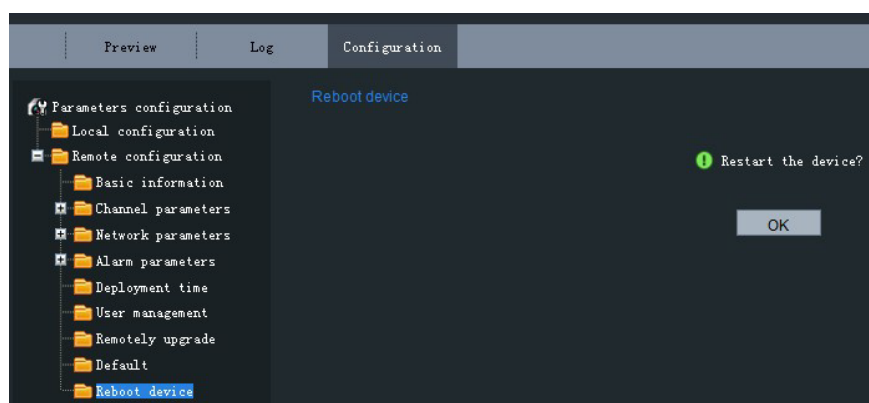 Preview Log Configuration
Parameters configuration
Local configuration
Remote configuration
Basic information
Channel parameters
Network parameters
Alarm parameters
Deployment time
User management
Remotely upgrade
Default
Reboot device
Reboot device
Restart the device?
OK